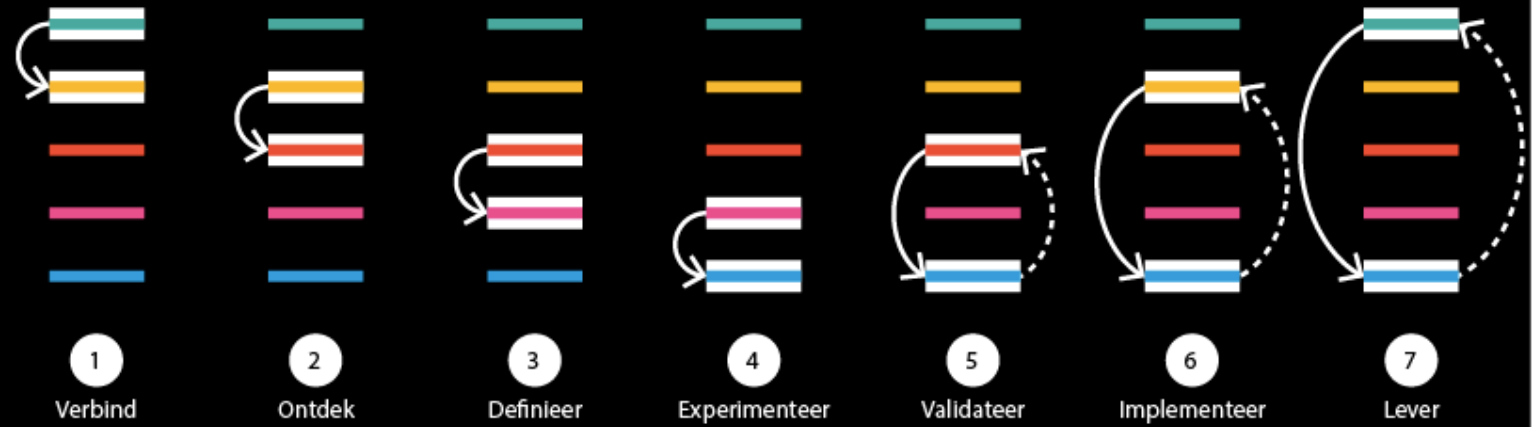 1
2
3
4
5
6
7
Verbind
Ontdek
Definieer
Experimenteer
Validateer
Implementeer
Lever